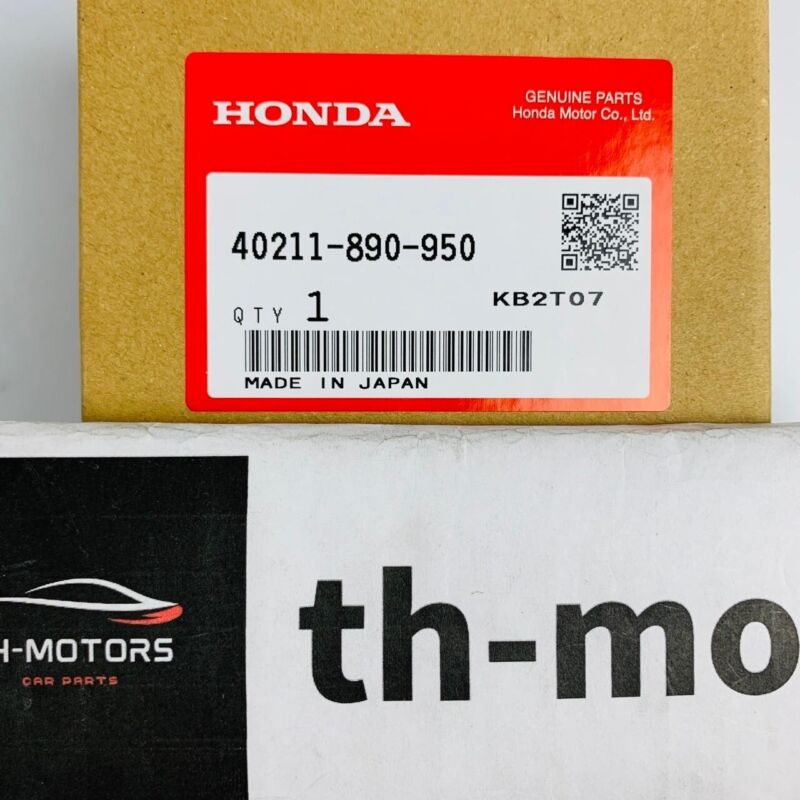 HONDA
GENUINE PARTS
Honda Motor Co., Ltd.
40211-890-950
QTY 1
KB2T07
MADE IN JAPAN
H-MOTORS
CAR PARTS
th-mo